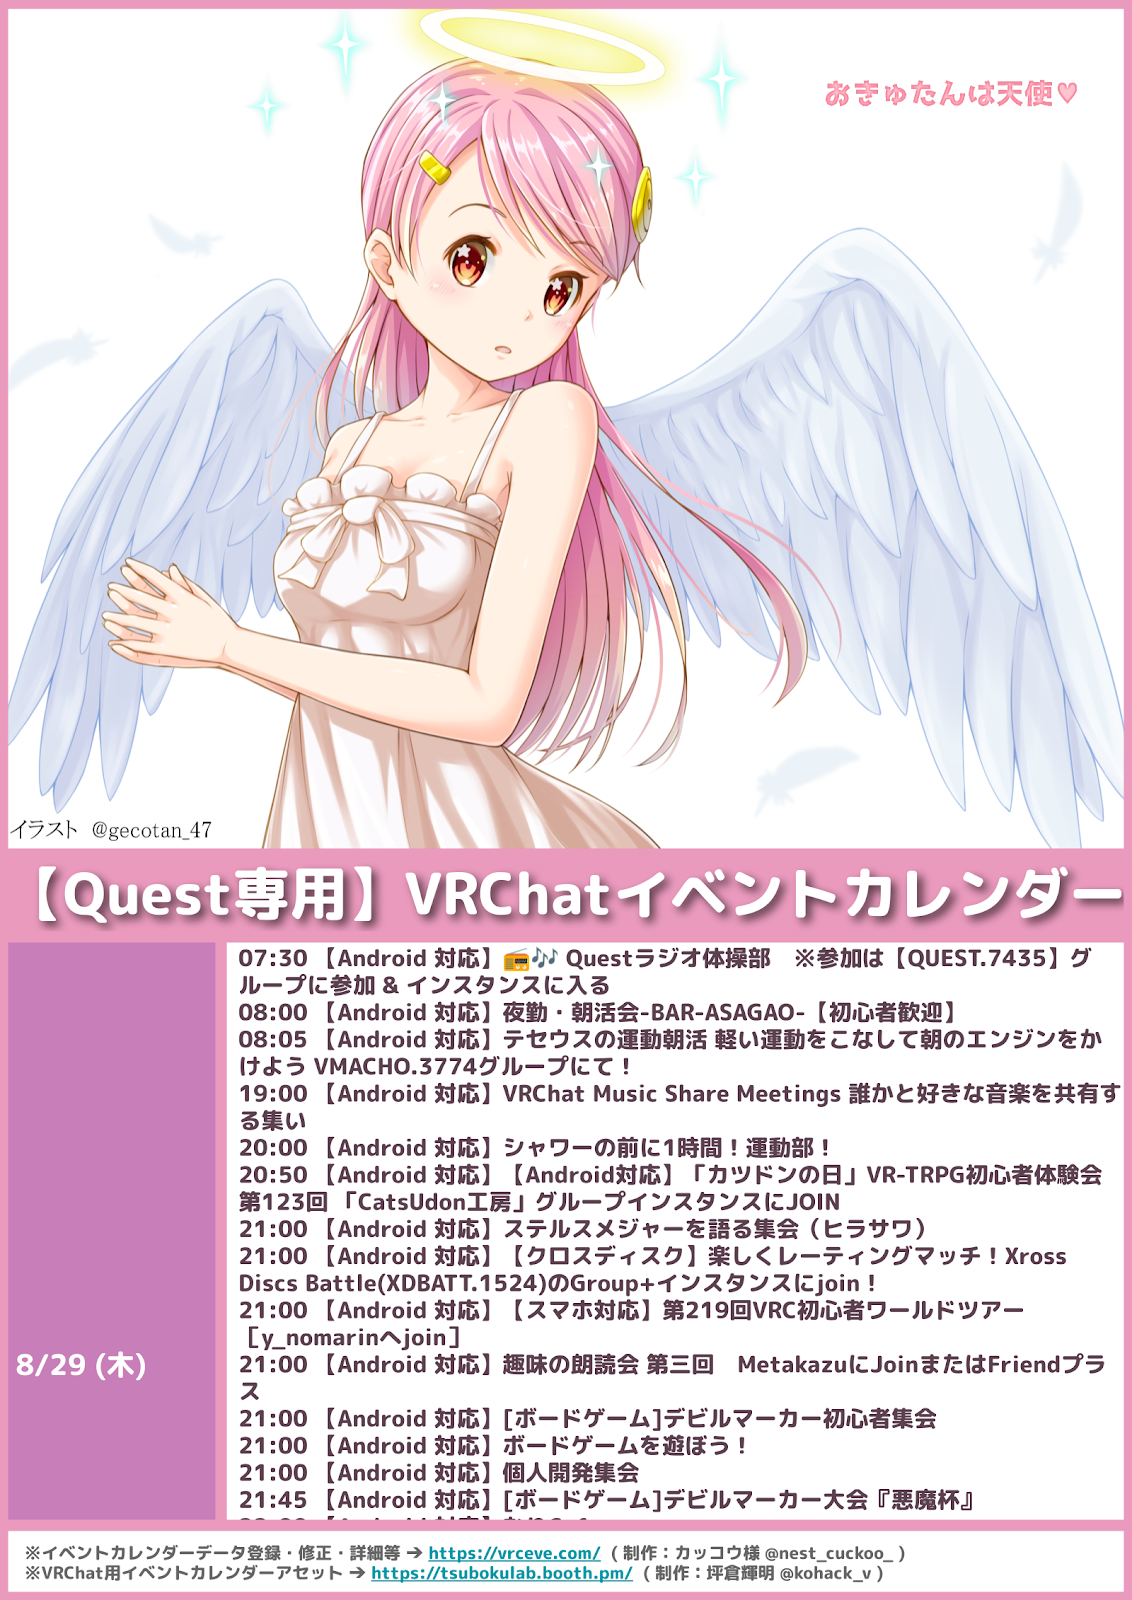 おきゅたんは天使♥
イラスト @gecotan_47
【Quest専用】VRChatイベントカレンダー
8/29 (木)
07:30 【Android 対応】📻🎶 Questラジオ体操部　※参加は【QUEST.7435】グ
ループに参加 & インスタンスに入る
08:00 【Android 対応】夜勤・朝活会-BAR-ASAGAO-【初心者歓迎】
08:05 【Android 対応】テセウスの運動朝活 軽い運動をこなして朝のエンジンをか
けよう VMACHO.3774グループにて！
19:00 【Android 対応】VRChat Music Share Meetings 誰かと好きな音楽を共有す
る集い
20:00 【Android 対応】シャワーの前に1時間！運動部！
20:50 【Android 対応】【Android対応】「カツドンの日」VR-TRPG初心者体験会
第123回 「CatsUdon工房」グループインスタンスにJOIN
21:00 【Android 対応】ステルスメジャーを語る集会（ヒラサワ）
21:00 【Android 対応】【クロスディスク】楽しくレーティングマッチ！Xross
Discs Battle(XDBATT.1524)のGroup+インスタンスにjoin！
21:00 【Android 対応】【スマホ対応】第219回VRC初心者ワールドツアー
［y_nomarinへjoin］
21:00 【Android 対応】趣味の朗読会 第三回　MetakazuにJoinまたはFriendプラ
ス
21:00 【Android 対応】[ボードゲーム]デビルマーカー初心者集会
21:00 【Android 対応】ボードゲームを遊ぼう！
21:00 【Android 対応】個人開発集会
21:45 【Android 対応】[ボードゲーム]デビルマーカー大会『悪魔杯』
※イベントカレンダーデータ登録・修正・詳細等 ➔ https://vrceve.com/ ( 制作：カッコウ様 @nest_cuckoo_ )
※VRChat用イベントカレンダーアセット ➔ https://tsubokulab.booth.pm/ ( 制作：坪倉輝明 @kohack_v )